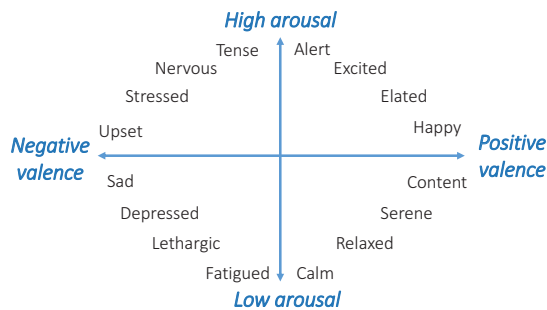 High arousal
Tense
Alert
Nervous
Excited
Stressed
Elated
Upset
Happy
Negative
valence
Positive
valence
Sad
Content
Depressed
Serene
Lethargic
Relaxed
Fatigued
Calm
Low arousal